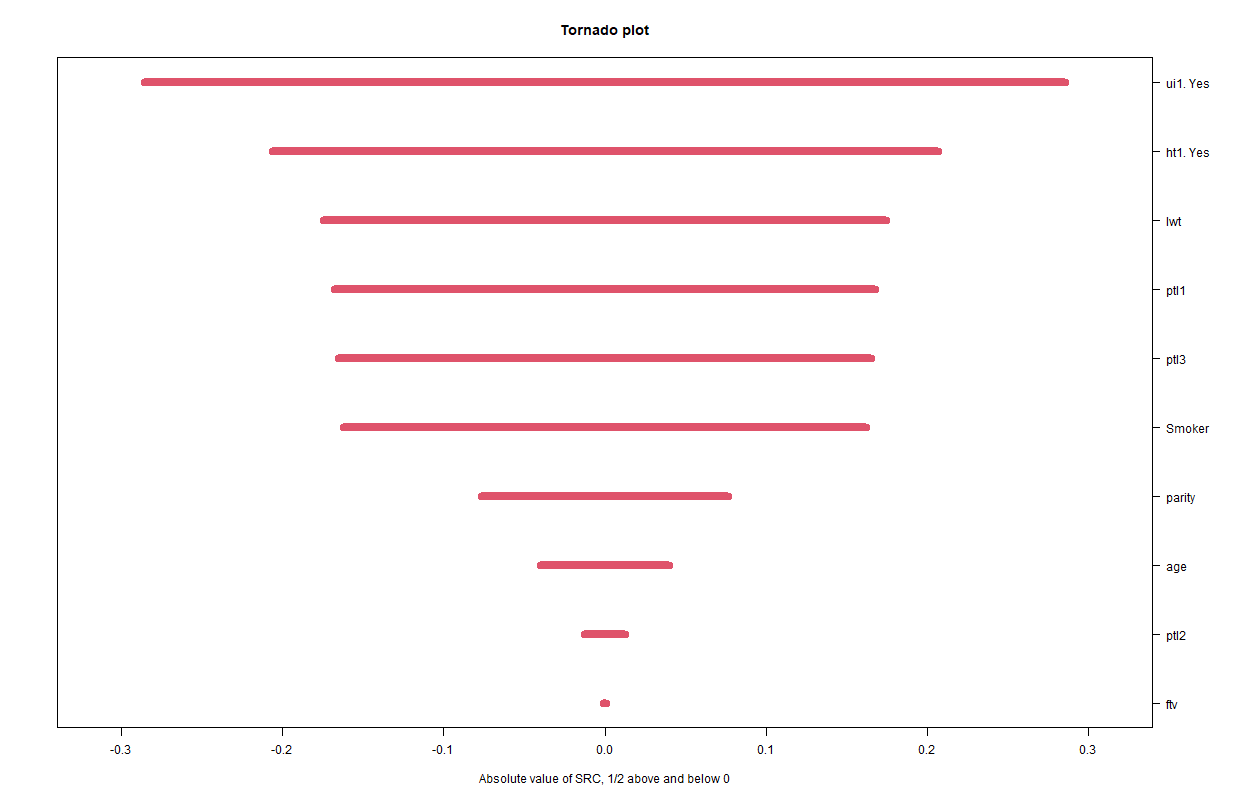 Tornado plot
ui1. Yes
ht1. Yes
lwt
ptl1
ptl3
Smoker
parity
age
ptl2
ftv
-0.3 -0.2 -0.1 0.0 0.1 0.2 0.3
Absolute value of SRC, 1/2 above and below 0